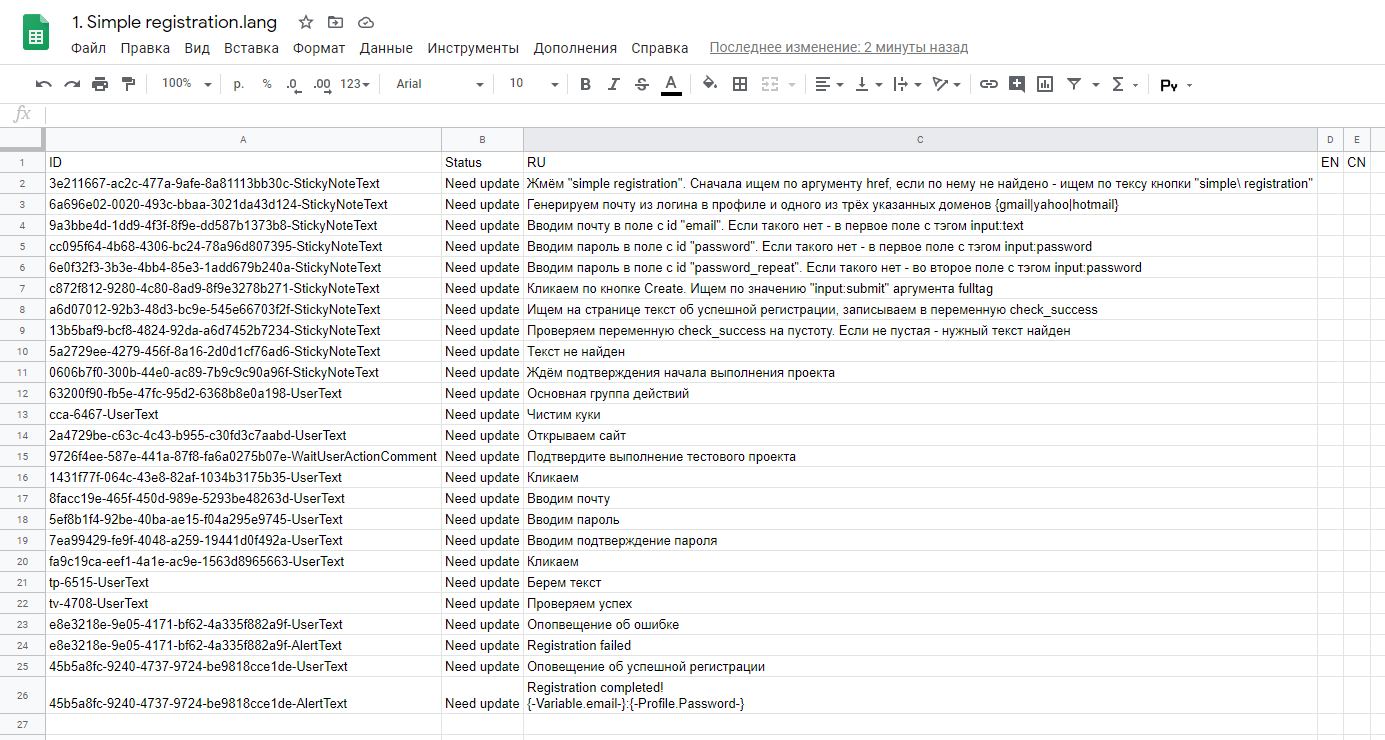 1. Simple registration.lang
Файл Правка Вид Вставка Формат Данные Инструменты Дополнения Справка Последнее изменение: 2 минуты назад
100% р. % .0 .00 123 Arial 10 B I S A Σ Py
fx
A B C D E
1 ID Status RU EN CN
2 3e211667-ac2c-477a-9afe-8a81113bb30c-StickyNoteText Need update Жмём "simple registration". Сначала ищем по аргументу href, если по нему не найдено - ищем по тексу кнопки "simple\ registration"
3 6a696e02-0020-493c-bbaa-3021da43d124-StickyNoteText Need update Генерируем почту из логина в профиле и одного из трёх указанных доменов {gmail|yahoo|hotmail}
4 9a3bbe4d-1dd9-4f3f-8f9e-dd587b1373b8-StickyNoteText Need update Вводим почту в поле с id "email". Если такого нет - в первое поле с тэгом input:text
5 cc095f64-4b68-4306-bc24-78a96d807395-StickyNoteText Need update Вводим пароль в поле с id "password". Если такого нет - в первое поле с тэгом input:password
6 6e0f32f3-3b3e-4bb4-85e3-1add679b240a-StickyNoteText Need update Вводим пароль в поле с id "password_repeat". Если такого нет - во второе поле с тэгом input:password
7 c872f812-9280-4c80-8ad9-8f9e3278b271-StickyNoteText Need update Кликаем по кнопке Create. Ищем по значению "input:submit" аргумента fulltag
8 a6d07012-92b3-48d3-bc9e-545e66703f2f-StickyNoteText Need update Ищем на странице текст об успешной регистрации, записываем в переменную check_success
9 13b5baf9-bcf8-4824-92da-a6d7452b7234-StickyNoteText Need update Проверяем переменную check_success на пустоту. Если не пустая - нужный текст найден
10 5a2729ee-4279-456f-8a16-2d0d1cf76ad6-StickyNoteText Need update Текст не найден
11 0606b7f0-300b-44e0-ac89-7b9c9c90a96f-StickyNoteText Need update Ждём подтверждения начала выполнения проекта
12 63200f90-fb5e-47fc-95d2-6368b8e0a198-UserText Need update Основная группа действий
13 cca-6467-UserText Need update Чистим куки
14 2a4729be-c63c-4c43-b955-c30fd3c7aabd-UserText Need update Открываем сайт
15 9726f4ee-587e-441a-87f8-fa6a0275b07e-WaitUserActionComment Need update Подтвердите выполнение тестового проекта
16 1431f77f-064c-43e8-82af-1034b3175b35-UserText Need update Кликаем
17 8facc19e-465f-450d-989e-5293be48263d-UserText Need update Вводим почту
18 5ef8b1f4-92be-40ba-ae15-f04a295e9745-UserText Need update Вводим пароль
19 7ea99429-fe9f-4048-a259-19441d0f492a-UserText Need update Вводим подтверждение пароля
20 fa9c19ca-eef1-4a1e-ac9e-1563d8965663-UserText Need update Кликаем
21 tp-6515-UserText Need update Берем текст
22 tv-4708-UserText Need update Проверяем успех
23 e8e3218e-9e05-4171-bf62-4a335f882a9f-UserText Need update Опопвещение об ошибке
24 e8e3218e-9e05-4171-bf62-4a335f882a9f-AlertText Need update Registration failed
25 45b5a8fc-9240-4737-9724-be9818cce1de-UserText Need update Оповещение об успешной регистрации
Registration completed!
26 45b5a8fc-9240-4737-9724-be9818cce1de-AlertText Need update {-Variable.email-}:{-Profile.Password-}
27